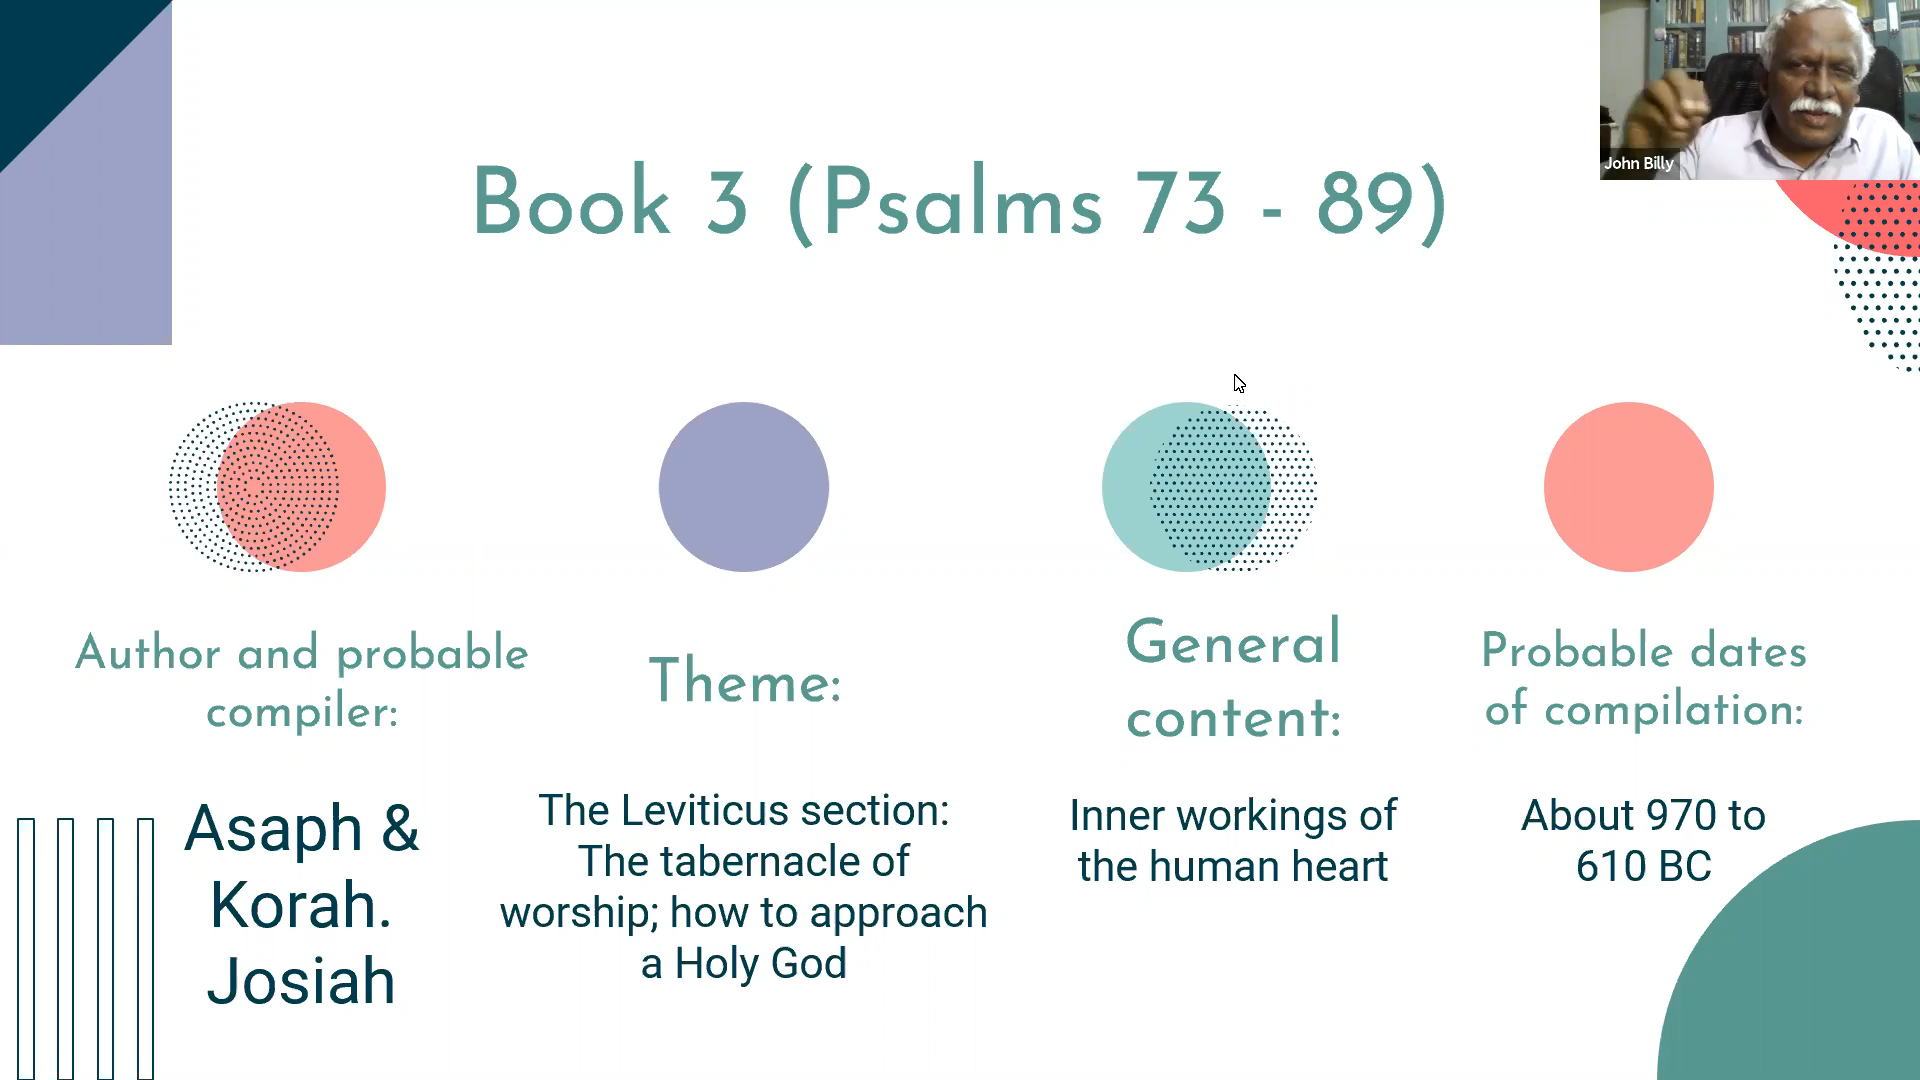 John Billy
Book 3 (Psalms 73 - 89)
Author and probable
compiler:
Asaph &
Korah.
Josiah
Theme:
The Leviticus section:
The tabernacle of
worship; how to approach
a Holy God
General
content:
Inner workings of
the human heart
Probable dates
of compilation:
About 970 to
610 BC